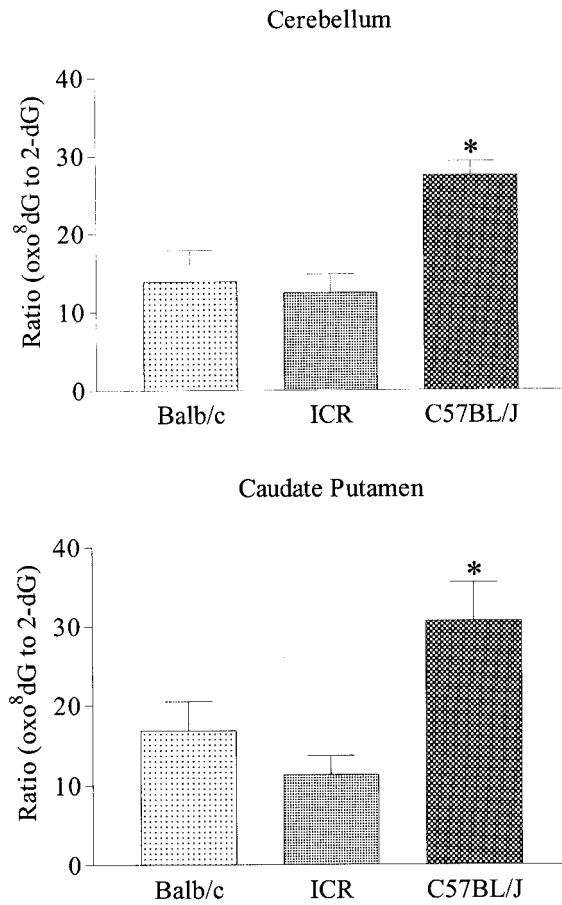 Cerebellum
Ratio (oxo⁸dG to 2-dG)
40
30
20
10
0
*
Balb/c ICR C57BL/J
Caudate Putamen
Ratio (oxo⁸dG to 2-dG)
40
30
20
10
0
*
Balb/c ICR C57BL/J